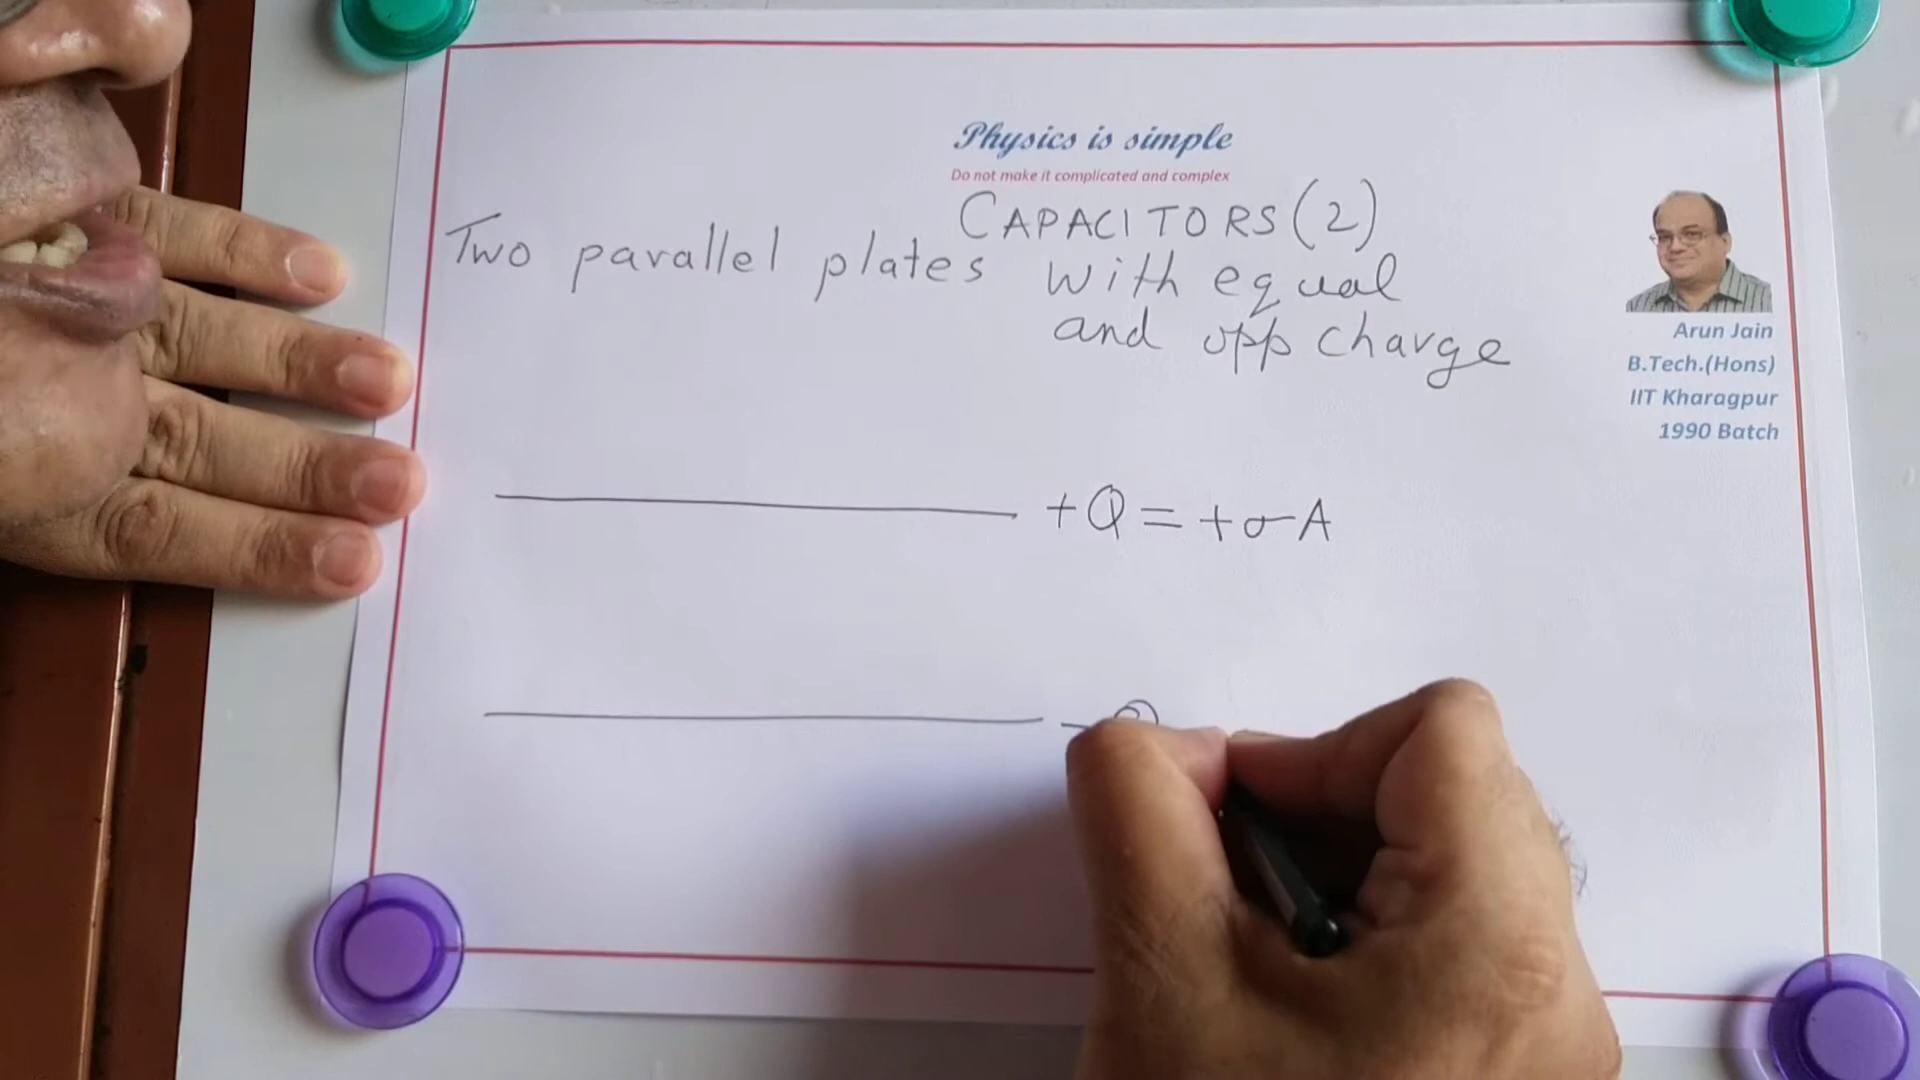 Physics is simple
Do not make it complicated and complex
CAPACITORS (2)
Two parallel plates with equal
and opp charge
Arun Jain
B.Tech.(Hons)
IIT Kharagpur
1990 Batch
+Q = +σA
-Q